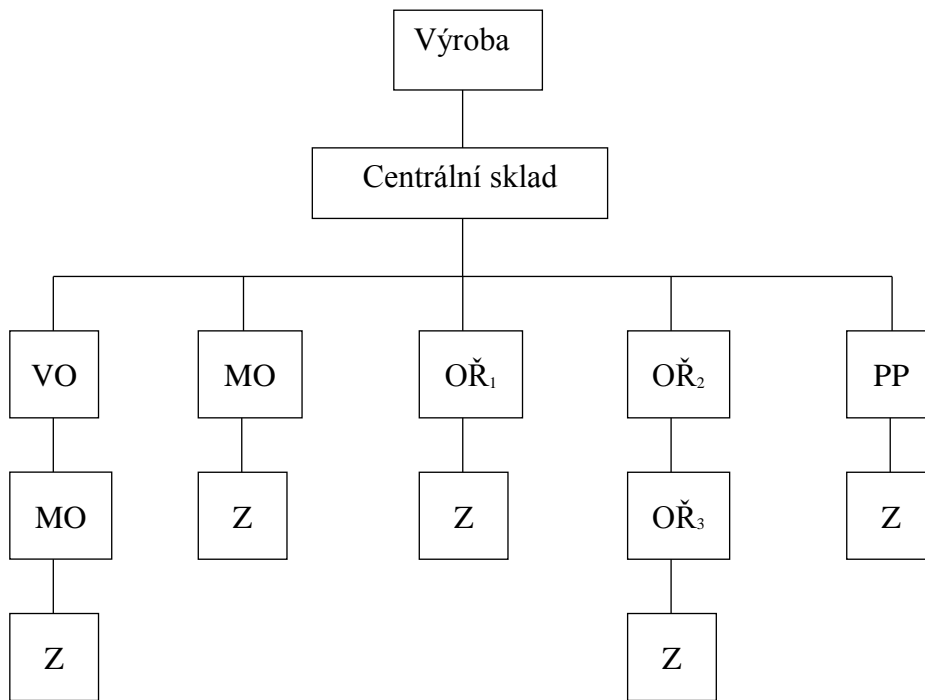 Výroba
Centrální sklad
VO
MO
OŘ₁
OŘ₂
PP
MO
Z
Z
OŘ₃
Z
Z
Z